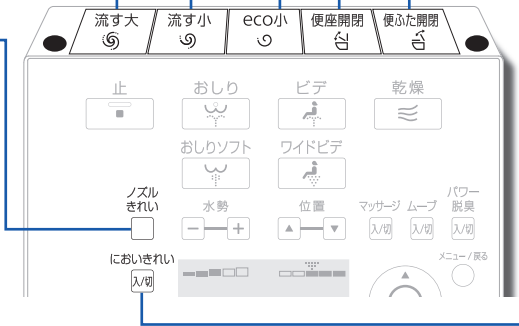 流す大 流す小 eco小 便座開閉 便ふた開閉
止 おしり ビデ 乾燥
おしりソフト ワイドビデ
ノズル
きれい
水勢 位置 マッサージ ムーブ
パワー
脱臭
入/切 入/切 入/切
においきれい
入/切
メニュー/戻る